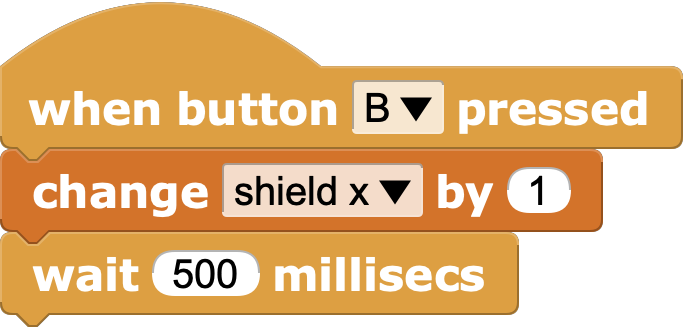 when button B ▼ pressed
change shield x ▼ by 1
wait 500 millisecs